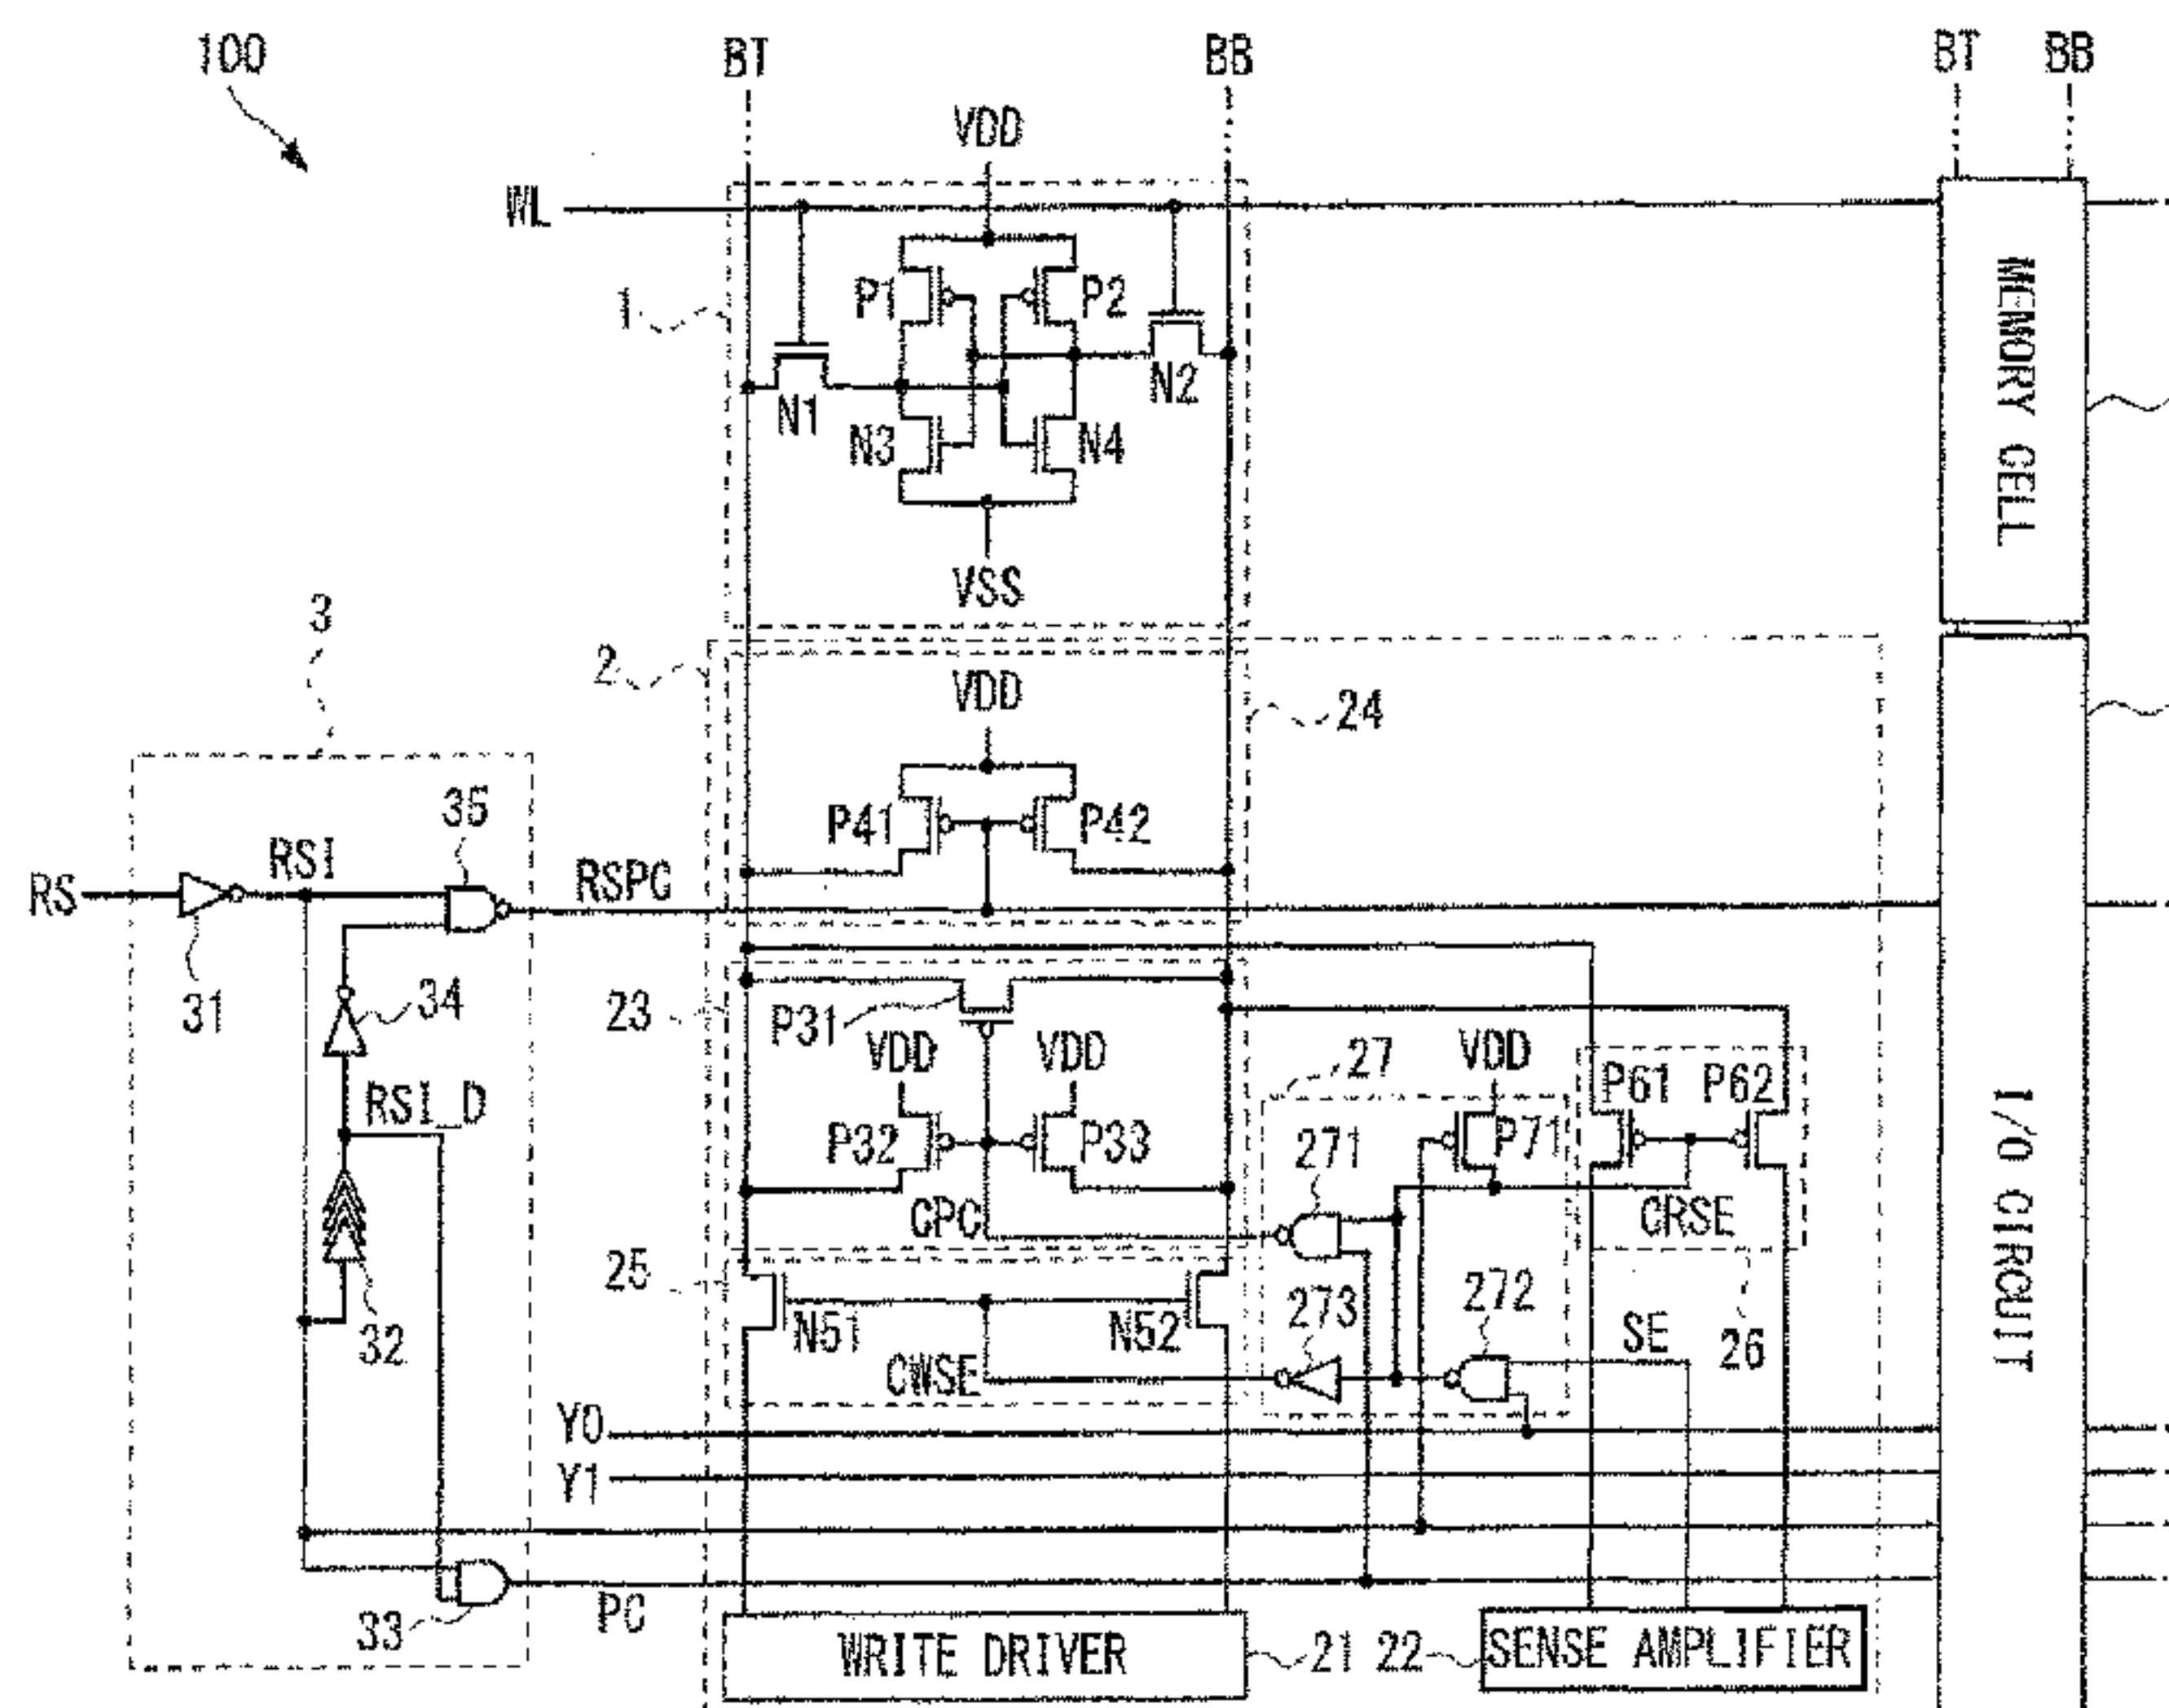 100
BT
BB
BT
BB
VDD
WL
P1
P2
1
N1
N2
N3
N4
MEMORY CELL
VSS
3
2
VDD
24
35
P41
P42
RS
RSI
RSPC
31
34
23
P31
VDD
VDD
27
VDD
P61
P62
RSI_D
P32
P33
271
P71
CPC
CRSE
I/O CIRCUIT
25
N51
N52
273
272
SE
26
32
CWSE
Y0
Y1
33
PC
WRITE DRIVER
21
22
SENSE AMPLIFIER